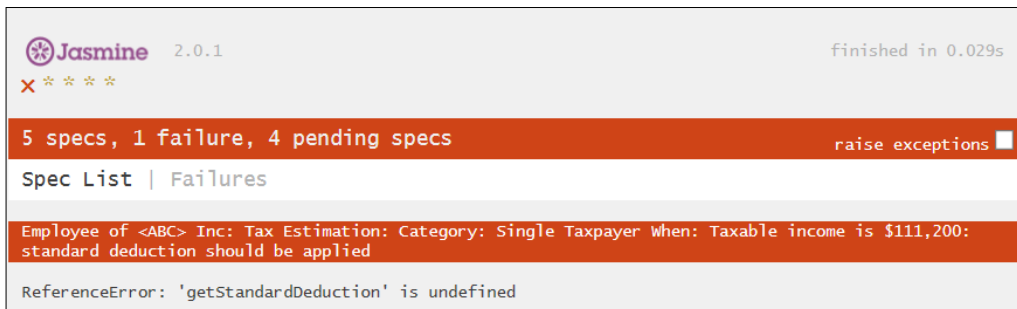 Jasmine 2.0.1 finished in 0.029s
× * * * *
5 specs, 1 failure, 4 pending specs raise exceptions
Spec List | Failures
Employee of <ABC> Inc: Tax Estimation: Category: Single Taxpayer When: Taxable income is $111,200:
standard deduction should be applied
ReferenceError: 'getStandardDeduction' is undefined